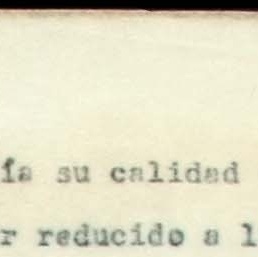 ía su calidad
r reducido a l